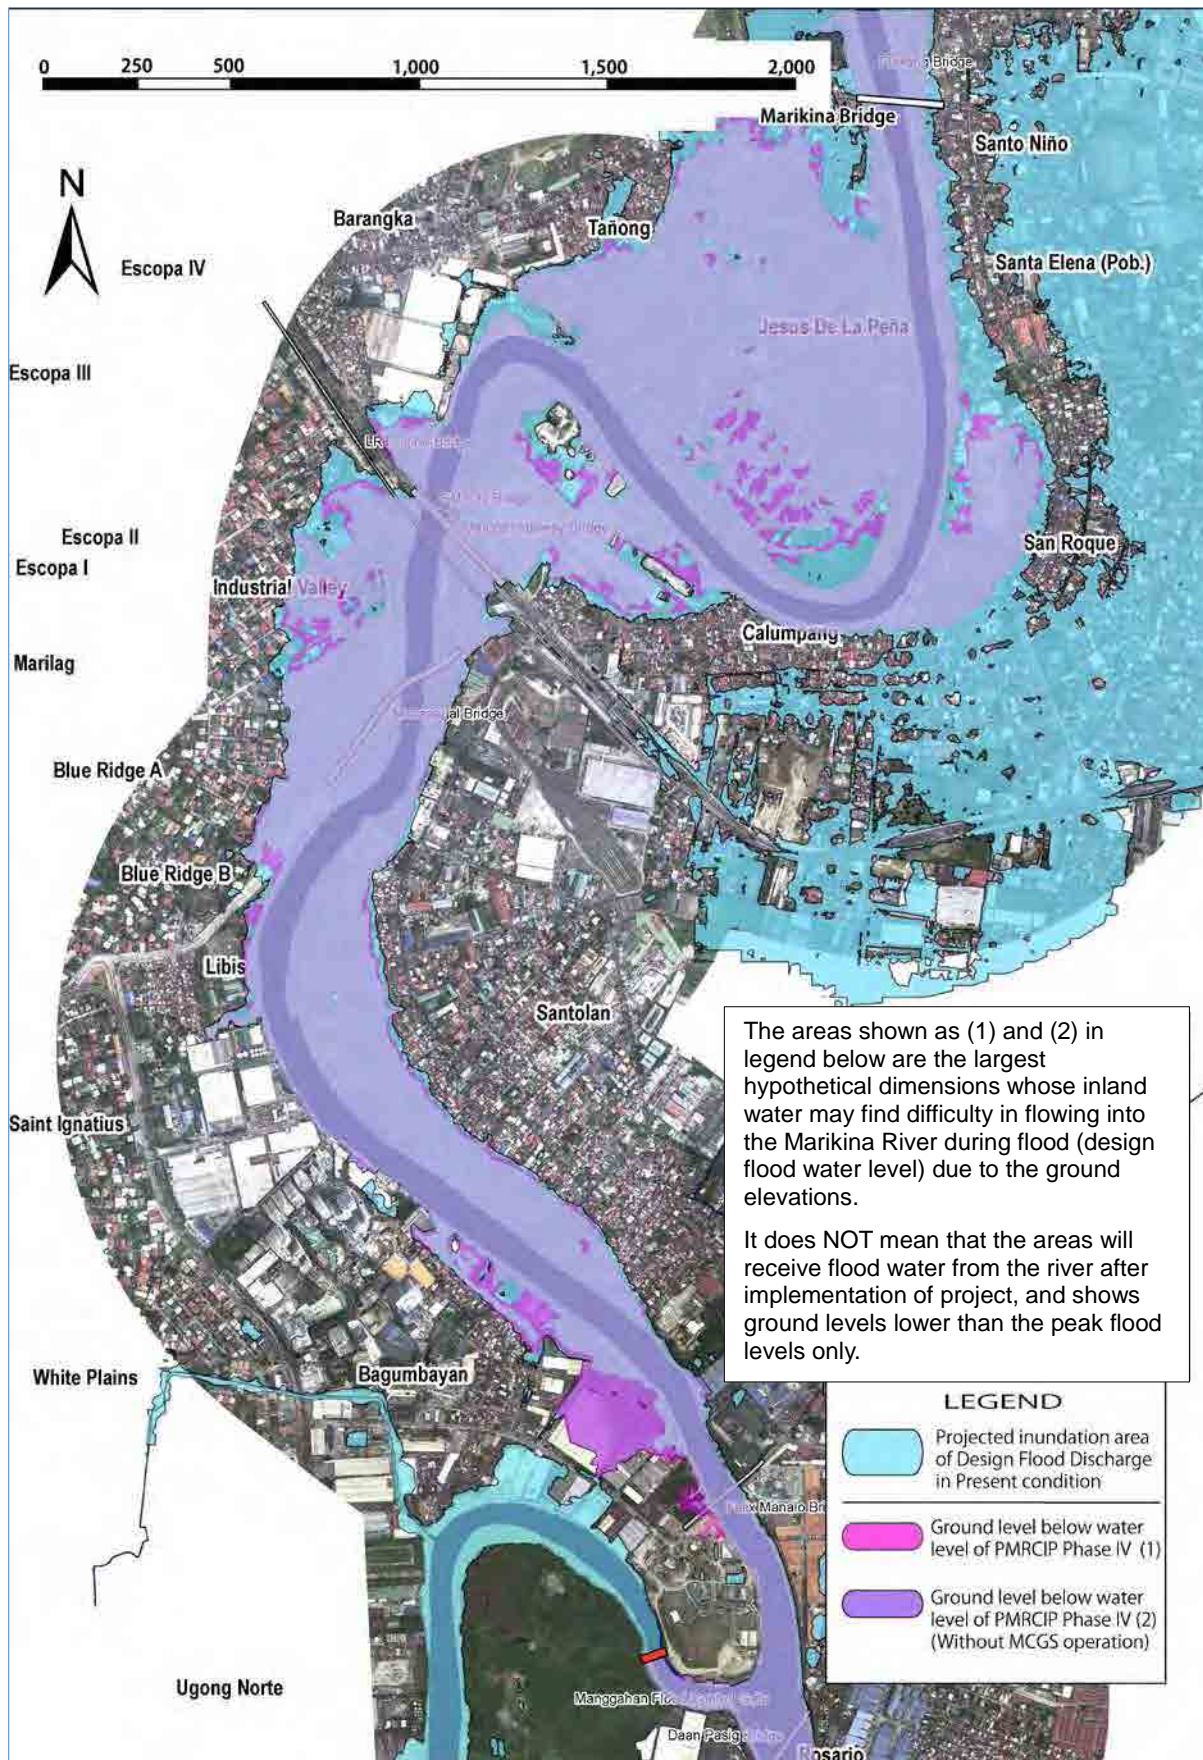 0 250 500 1,000 1,500 2,000
Bridge
Marikina Bridge
Santo Niño
N
Barangka
Tañong
Escopa IV
Santa Elena (Pob.)
Jesus De La Peña
Escopa III
Escopa II
San Roque
Escopa I
Industrial Valley
Calumpang
Marilag
Bridge
Blue Ridge A
Blue Ridge B
Libis
Santolan
The areas shown as (1) and (2) in
legend below are the largest
hypothetical dimensions whose inland
water may find difficulty in flowing into
the Marikina River during flood (design
flood water level) due to the ground
elevations.
It does NOT mean that the areas will
receive flood water from the river after
implementation of project, and shows
ground levels lower than the peak flood
levels only.
Saint Ignatius
White Plains
Bagumbayan
LEGEND
Projected inundation area
of Design Flood Discharge
in Present condition
Ground level below water
level of PMRCIP Phase IV (1)
Ground level below water
level of PMRCIP Phase IV (2)
(Without MCGS operation)
Manalo Bri
Ugong Norte
Manggahan
Daan Pasig
Rosario